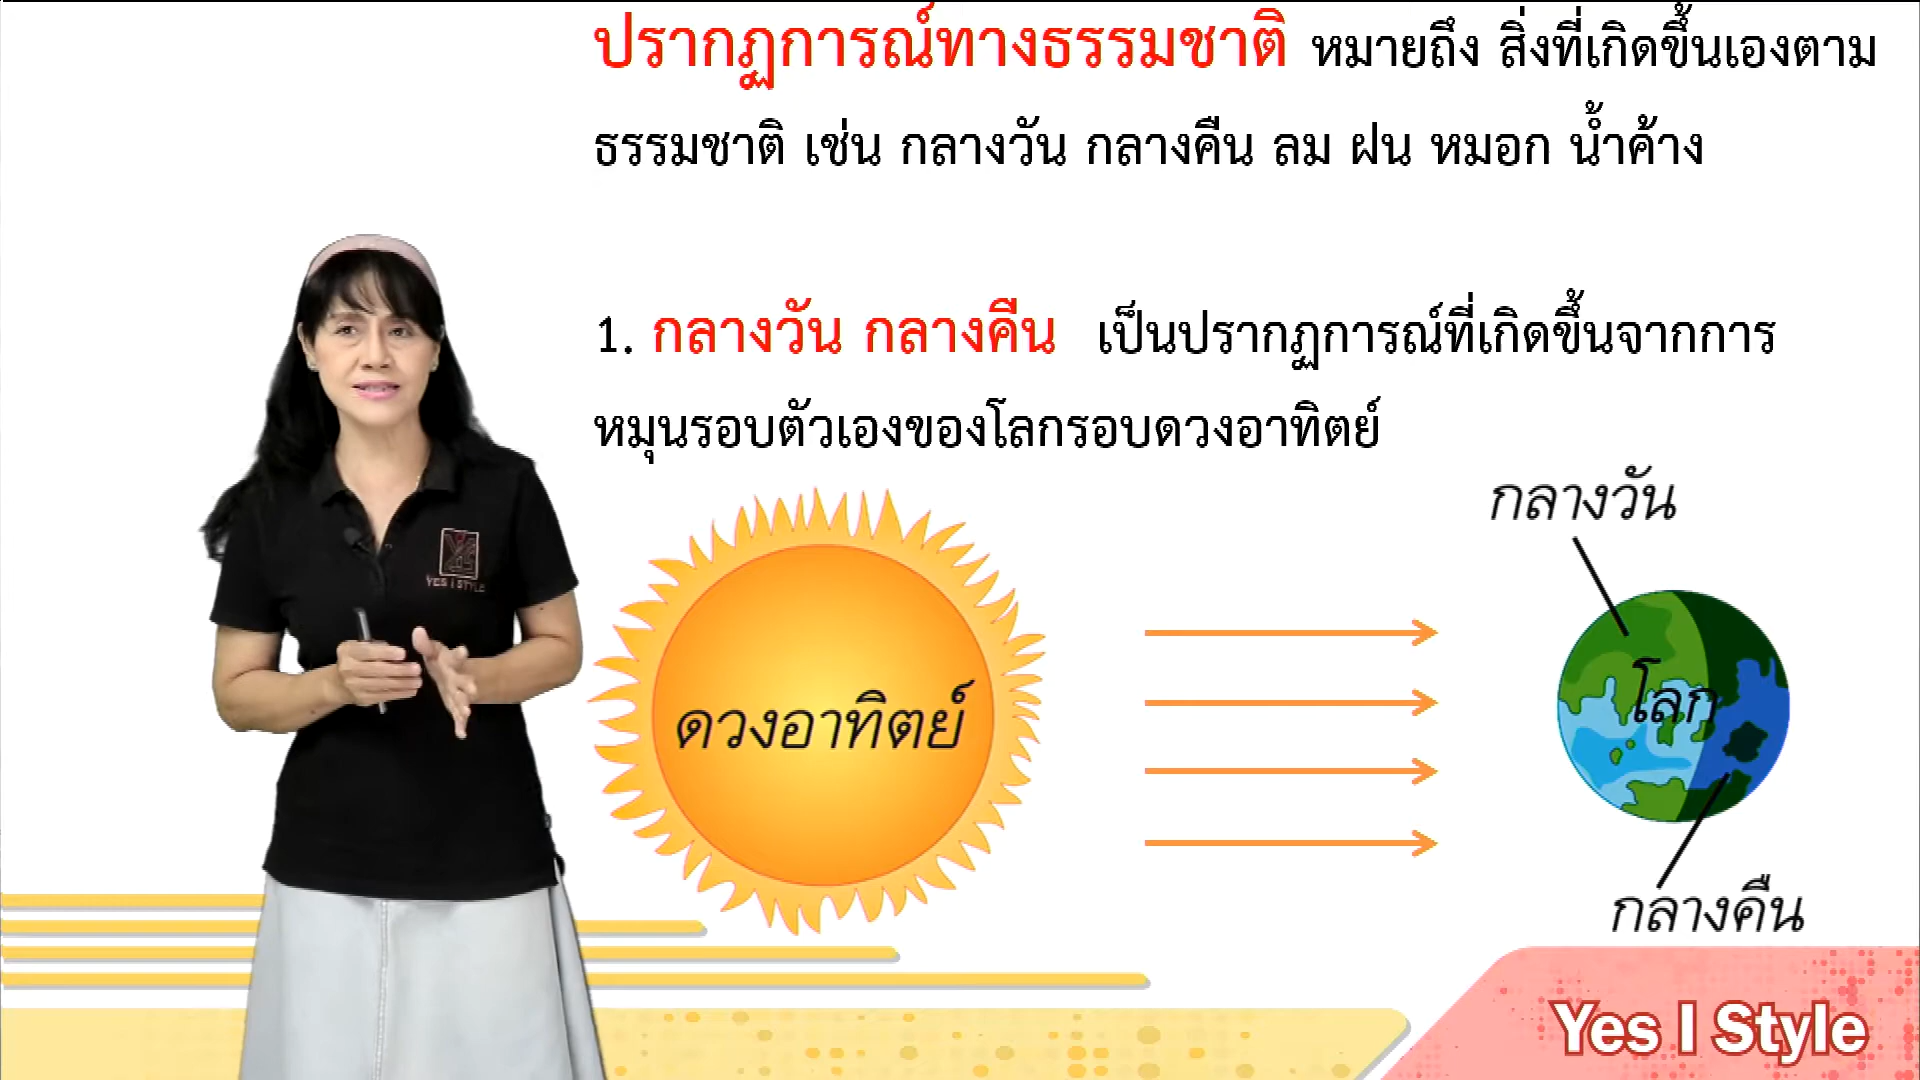 ปรากฏการณ์ทางธรรมชาติ หมายถึง สิ่งที่เกิดขึ้นเองตาม
ธรรมชาติ เช่น กลางวัน กลางคืน ลม ฝน หมอก น้ำค้าง
1. กลางวัน กลางคืน เป็นปรากฏการณ์ที่เกิดขึ้นจากการ
หมุนรอบตัวเองของโลกรอบดวงอาทิตย์
กลางวัน
ดวงอาทิตย์
โลก
กลางคืน
YES I STYLE
Yes I Style